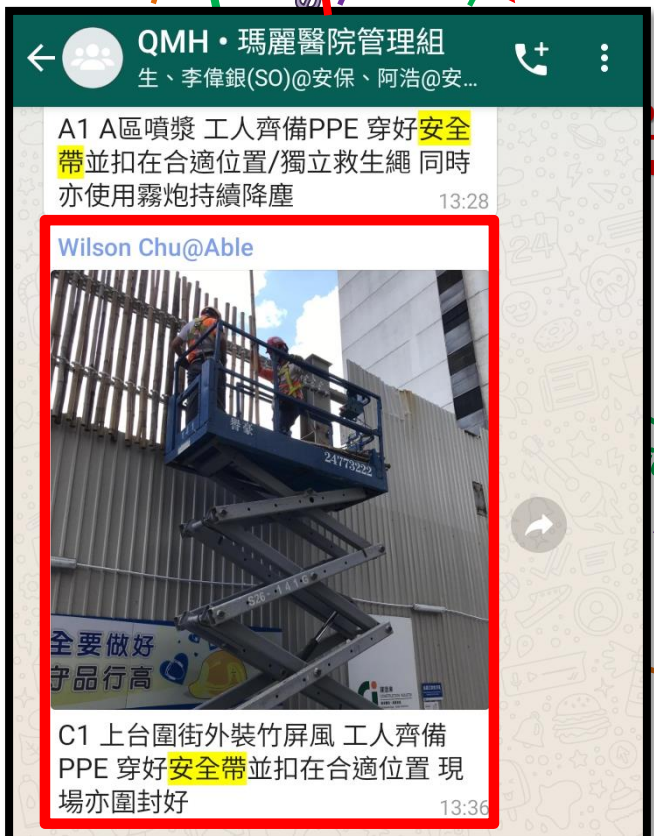 QMH • 瑪麗醫院管理組
生、李偉銀(SO)@安保、阿浩@安...
A1 A區噴漿 工人齊備PPE 穿好安全
帶並扣在合適位置/獨立救生繩 同時
亦使用霧炮持續降塵
13:28
Wilson Chu@Able
響豪
24773222
S26-1416
全要做好
守品行高
C1 上台圍街外裝竹屏風 工人齊備
PPE 穿好安全帶並扣在合適位置 現
場亦圍封好
13:36